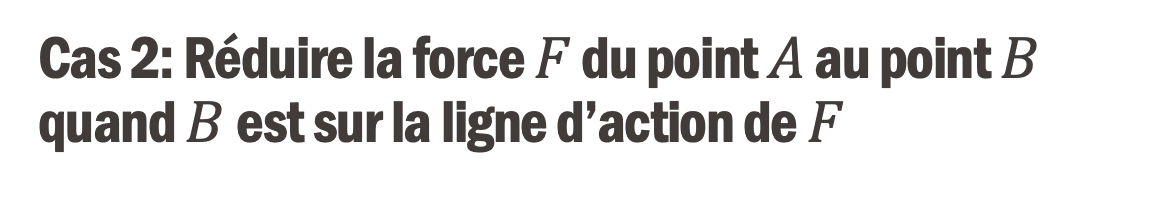 Cas 2: Réduire la force F du point A au point B
quand B est sur la ligne d’action de F